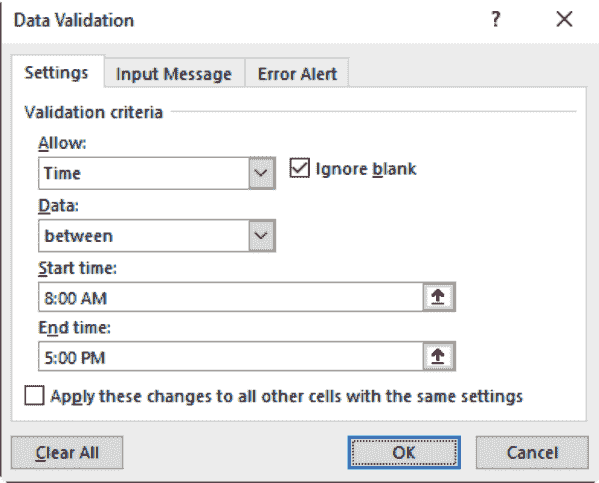 Data Validation ?
Settings Input Message Error Alert
Validation criteria
Allow:
Time Ignore blank
Data:
between
Start time:
8:00 AM
End time:
5:00 PM
Apply these changes to all other cells with the same settings
Clear All OK Cancel